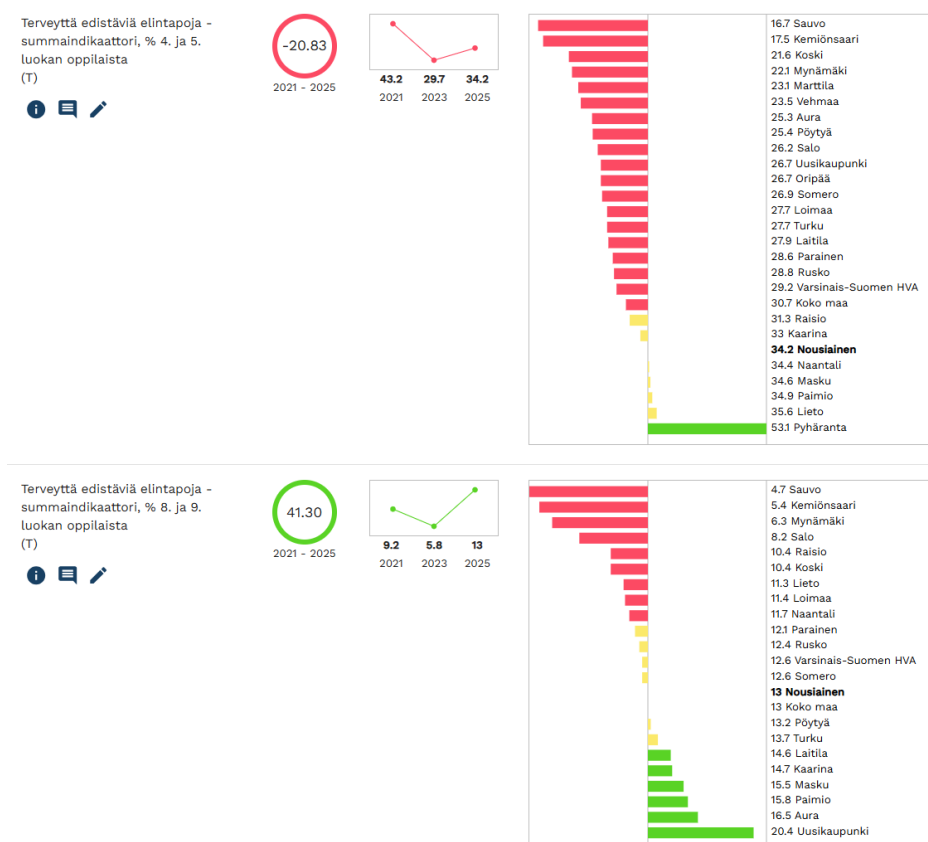 Terveyttä edistäviä elintapoja -
summaindikaattori, % 4. ja 5.
luokan oppilaista
(T)
-20.83
2021 - 2025
43.2 29.7 34.2
2021 2023 2025
16.7 Sauvo
17.5 Kemiönsaari
21.6 Koski
22.1 Mynämäki
23.1 Marttila
23.5 Vehmaa
25.3 Aura
25.4 Pöytyä
26.2 Salo
26.7 Uusikaupunki
26.7 Oripää
26.9 Somero
27.7 Loimaa
27.7 Turku
27.9 Laitila
28.6 Parainen
28.8 Rusko
29.2 Varsinais-Suomen HVA
30.7 Koko maa
31.3 Raisio
33 Kaarina
34.2 Nousiainen
34.4 Naantali
34.6 Masku
34.9 Paimio
35.6 Lieto
53.1 Pyhäranta
Terveyttä edistäviä elintapoja -
summaindikaattori, % 8. ja 9.
luokan oppilaista
(T)
41.30
2021 - 2025
9.2 5.8 13
2021 2023 2025
4.7 Sauvo
5.4 Kemiönsaari
6.3 Mynämäki
8.2 Salo
10.4 Raisio
10.4 Koski
11.3 Lieto
11.4 Loimaa
11.7 Naantali
12.1 Parainen
12.4 Rusko
12.6 Varsinais-Suomen HVA
12.6 Somero
13 Nousiainen
13 Koko maa
13.2 Pöytyä
13.7 Turku
14.6 Laitila
14.7 Kaarina
15.5 Masku
15.8 Paimio
16.5 Aura
20.4 Uusikaupunki